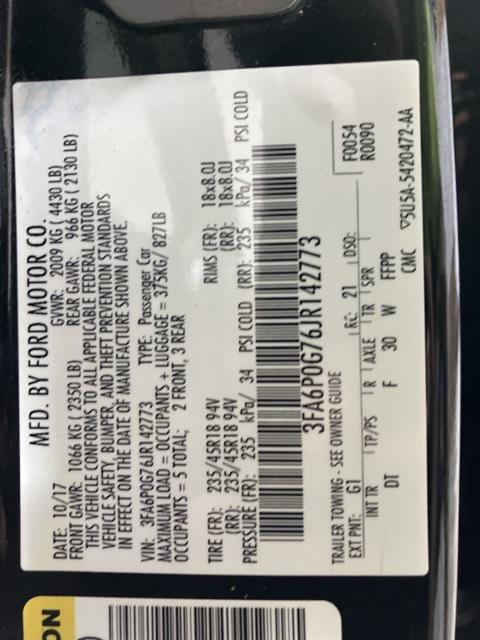 MFD. BY FORD MOTOR CO.
DATE: 10/17 GVWR: 2009 KG ( 4430 LB)
FRONT GAWR: 1066 KG ( 2350 LB) REAR GAWR: 966 KG ( 2130 LB)
THIS VEHICLE CONFORMS TO ALL APPLICABLE FEDERAL MOTOR
VEHICLE SAFETY, BUMPER, AND THEFT PREVENTION STANDARDS
IN EFFECT ON THE DATE OF MANUFACTURE SHOWN ABOVE.
VIN: 3FA6P0G76JR142773 TYPE: Passenger Car
MAXIMUM LOAD = OCCUPANTS + LUGGAGE = 375KG/ 827LB
OCCUPANTS = 5 TOTAL: 2 FRONT, 3 REAR
TIRE (FR): 235/45R18 94V RIMS (FR): 18x8.0J
(RR): 235/45R18 94V (RR): 18x8.0J
PRESSURE (FR): 235 kPa/ 34 PSI COLD (RR): 235 kPa/ 34 PSI COLD
3FA6P0G76JR142773
F0054
R0090
TRAILER TOWING - SEE OWNER GUIDE
EXT PNT: G1 RC: 21 DSO:
INT TR TP/PS R AXLE TR SPR
DT F 30 W FFPP
CMC ▽5U5A-5420472-AA
ON